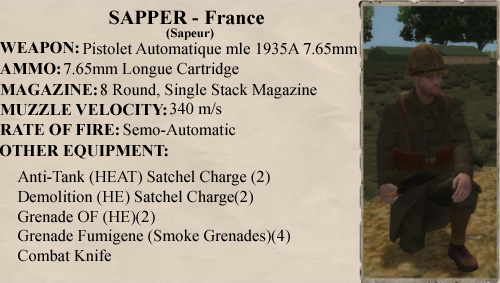 SAPPER - France
(Sapeur)
WEAPON: Pistolet Automatique mle 1935A 7.65mm
AMMO: 7.65mm Longue Cartridge
MAGAZINE: 8 Round, Single Stack Magazine
MUZZLE VELOCITY: 340 m/s
RATE OF FIRE: Semo-Automatic
OTHER EQUIPMENT:
Anti-Tank (HEAT) Satchel Charge (2)
Demolition (HE) Satchel Charge(2)
Grenade OF (HE)(2)
Grenade Fumigene (Smoke Grenades)(4)
Combat Knife